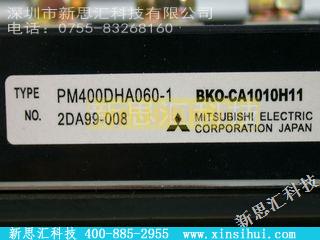 深圳市新思汇科技有限公司
电话：0755-83268160
TYPE PM400DHA060-1 BKO-CA1010H11
NO. 2DA99-008 MITSUBISHI ELECTRIC
CORPORATION JAPAN
新思汇科技
新思汇科技 400-885-2955 www.xinsihui.com